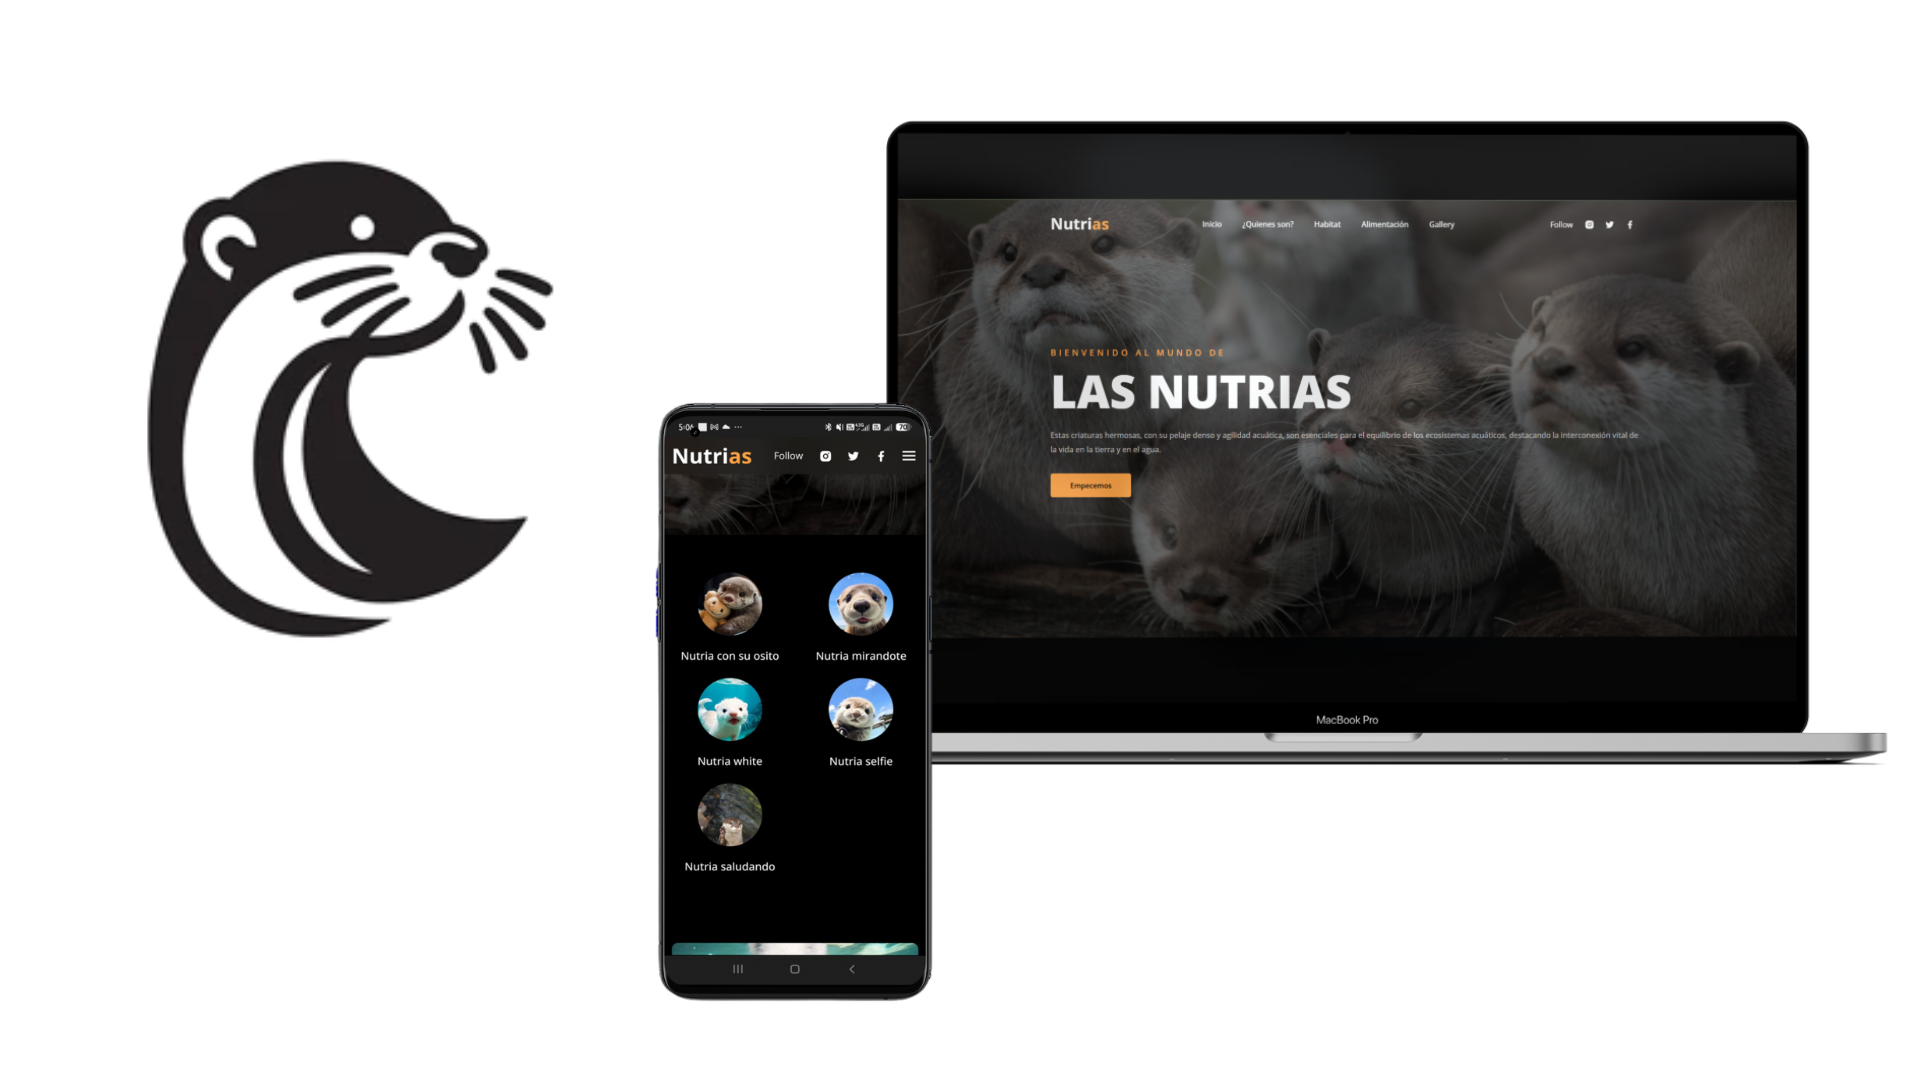 Nutrias
Inicio ¿Quienes son? Habitat Alimentación Gallery
Follow
BIENVENIDO AL MUNDO DE
LAS NUTRIAS
Estas criaturas hermosas, con su pelaje denso y agilidad acuática, son esenciales para el equilibrio de los ecosistemas acuáticos, destacando la interconexión vital de
la vida en la tierra y en el agua.
Empecemos
MacBook Pro
Nutrias Follow
Nutria con su osito
Nutria mirandote
Nutria white
Nutria selfie
Nutria saludando